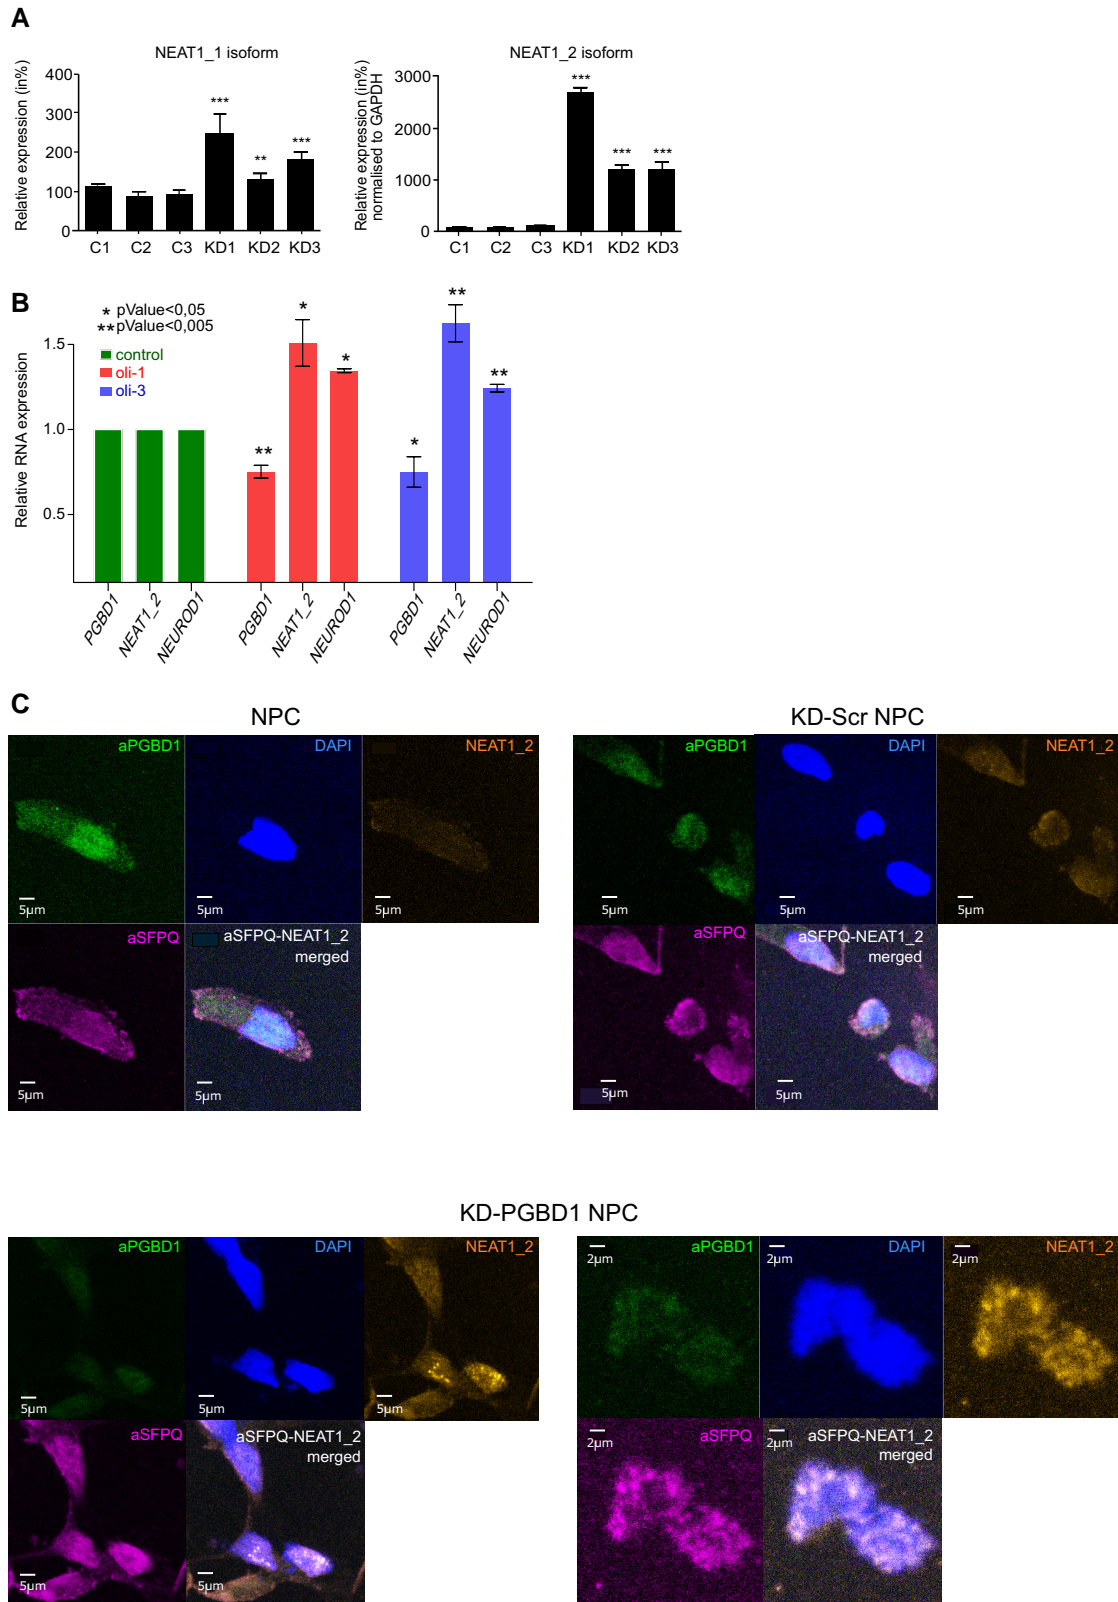 A
NEAT1_1 isoform
Relative expression (in%)
400
300
200
100
0
***
**
***
C1 C2 C3 KD1 KD2 KD3
NEAT1_2 isoform
Relative expression (in%)
normalised to GAPDH
3000
2000
1000
0
***
***
***
C1 C2 C3 KD1 KD2 KD3
B
* pValue<0,05
** pValue<0,005
control
oli-1
oli-3
Relative RNA expression
1.5
1.0
0.5
**
*
*
*
**
**
PGBD1 NEAT1_2 NEUROD1 PGBD1 NEAT1_2 NEUROD1 PGBD1 NEAT1_2 NEUROD1
C
NPC
aPGBD1 DAPI NEAT1_2
5µm 5µm 5µm
aSFPQ aSFPQ-NEAT1_2
merged
5µm 5µm
KD-Scr NPC
aPGBD1 DAPI NEAT1_2
5µm 5µm 5µm
aSFPQ aSFPQ-NEAT1_2
merged
5µm 5µm
KD-PGBD1 NPC
aPGBD1 DAPI NEAT1_2
5µm 5µm 5µm
aSFPQ aSFPQ-NEAT1_2
merged
5µm 5µm
aPGBD1 DAPI NEAT1_2
2µm 2µm 2µm
aSFPQ aSFPQ-NEAT1_2
merged
2µm 2µm